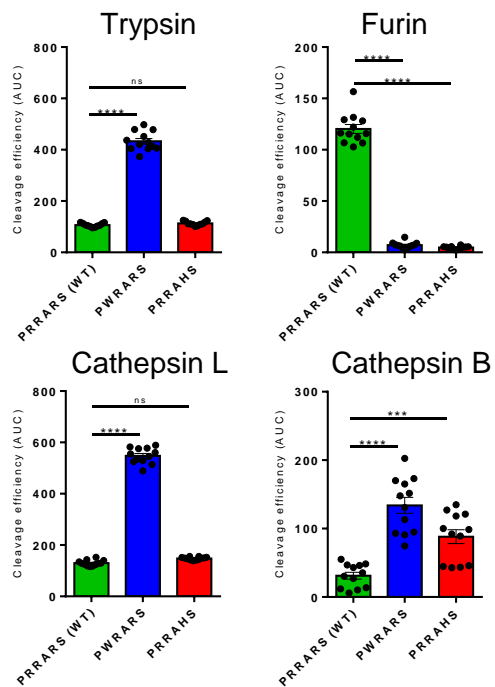 Trypsin
Cleavage efficiency (AUC)
800
600
400
200
0
ns
****
PRRARS (WT)
PWRARS
PRRAHS
Furin
Cleavage efficiency (AUC)
200
150
100
50
0
****
****
PRRARS (WT)
PWRARS
PRRAHS
Cathepsin L
Cleavage efficiency (AUC)
800
600
400
200
0
ns
****
PRRARS (WT)
PWRARS
PRRAHS
Cathepsin B
Cleavage efficiency (AUC)
300
200
100
0
***
****
PRRARS (WT)
PWRARS
PRRAHS